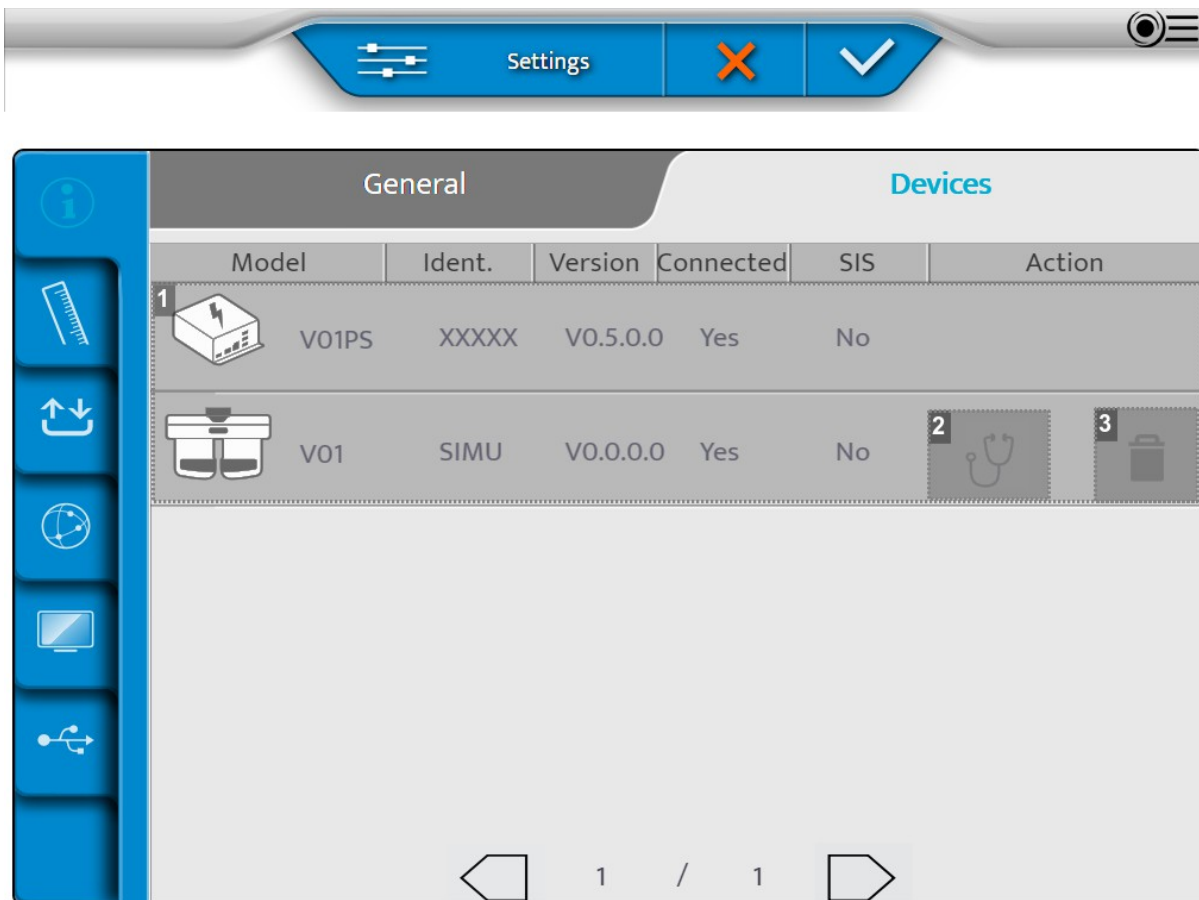 Settings
General Devices
Model Ident. Version Connected SIS Action
1 V01PS XXXXX V0.5.0.0 Yes No
V01 SIMU V0.0.0.0 Yes No 2 3
1 / 1